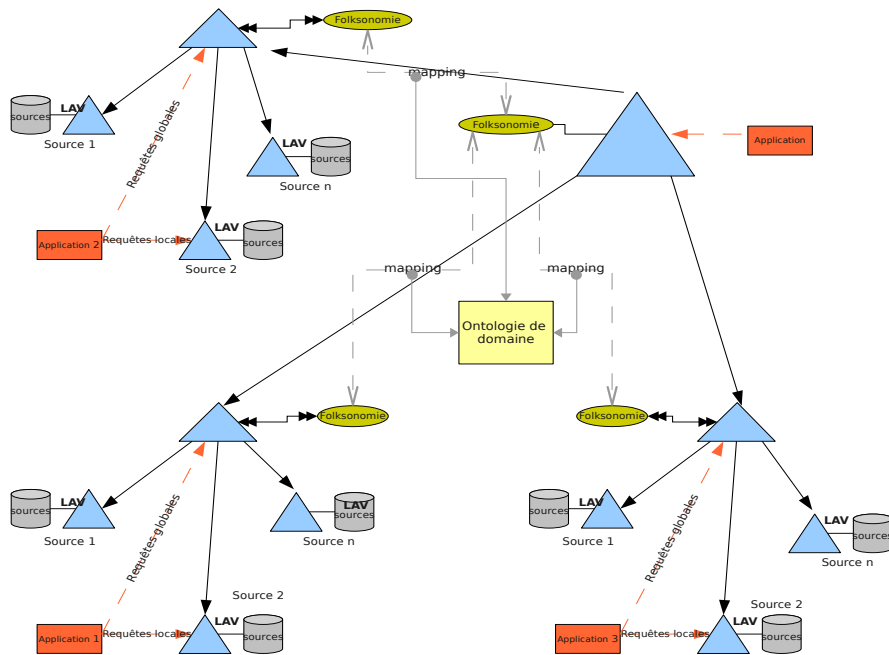 Folksonomie
mapping
LAV
sources
Source 1
Requêtes globales
Folksonomie
Application
LAV
sources
Source n
Application 2
Requêtes locales
LAV
sources
Source 2
mapping
mapping
Ontologie de
domaine
Folksonomie
Folksonomie
LAV
sources
Source 1
Requêtes globales
LAV
sources
Source n
Source 2
Application 1
Requêtes locales
LAV
sources
LAV
sources
Source 1
Requêtes globales
LAV
sources
Source n
Source 2
Application 3
Requêtes locales
LAV
sources